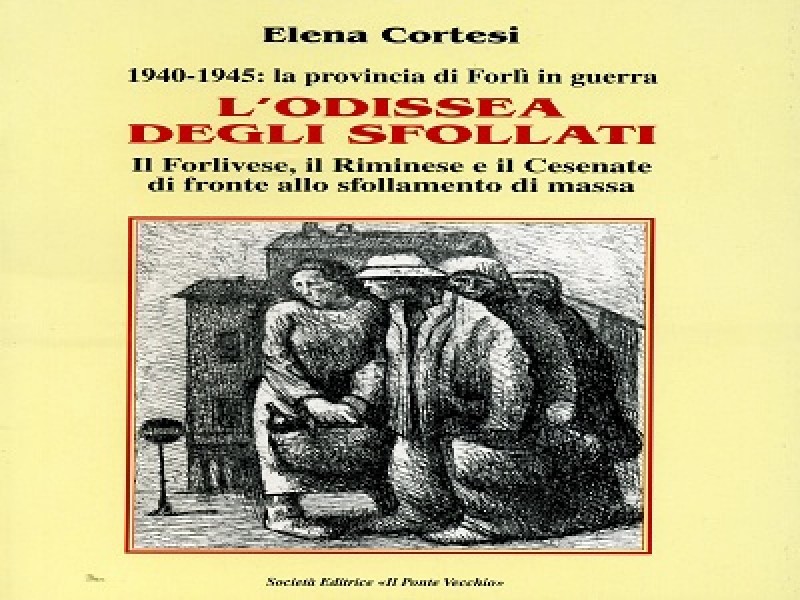 Elena Cortesi
1940-1945: la provincia di Forlì in guerra
L'ODISSEA
DEGLI SFOLLATI
Il Forlivese, il Riminese e il Cesenate
di fronte allo sfollamento di massa
Società Editrice «Il Ponte Vecchio»